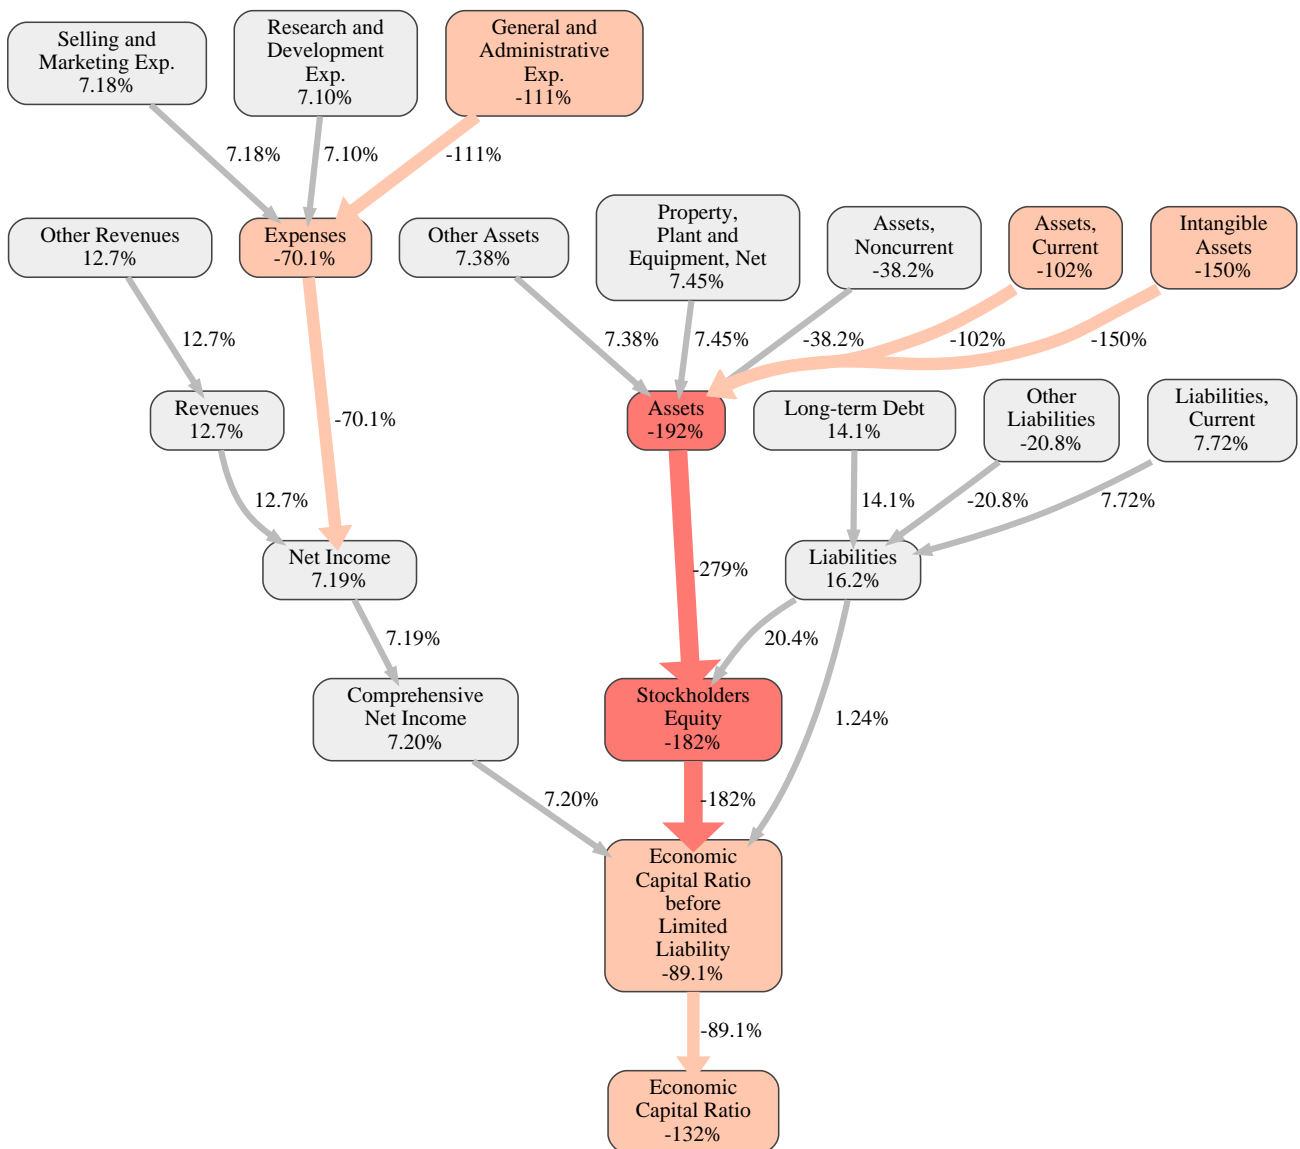 Selling and
Marketing Exp.
7.18%
Research and
Development
Exp.
7.10%
General and
Administrative
Exp.
-111%
7.18%
7.10%
-111%
Other Revenues
12.7%
Expenses
-70.1%
Other Assets
7.38%
Property,
Plant and
Equipment, Net
7.45%
Assets,
Noncurrent
-38.2%
Assets,
Current
-102%
Intangible
Assets
-150%
12.7%
-70.1%
7.38%
7.45%
-38.2%
-102%
-150%
Revenues
12.7%
Assets
-192%
Long-term Debt
14.1%
Other
Liabilities
-20.8%
Liabilities,
Current
7.72%
12.7%
-279%
14.1%
-20.8%
7.72%
Net Income
7.19%
Liabilities
16.2%
7.19%
20.4%
1.24%
Comprehensive
Net Income
7.20%
Stockholders
Equity
-182%
7.20%
-182%
Economic
Capital Ratio
before
Limited
Liability
-89.1%
-89.1%
Economic
Capital Ratio
-132%